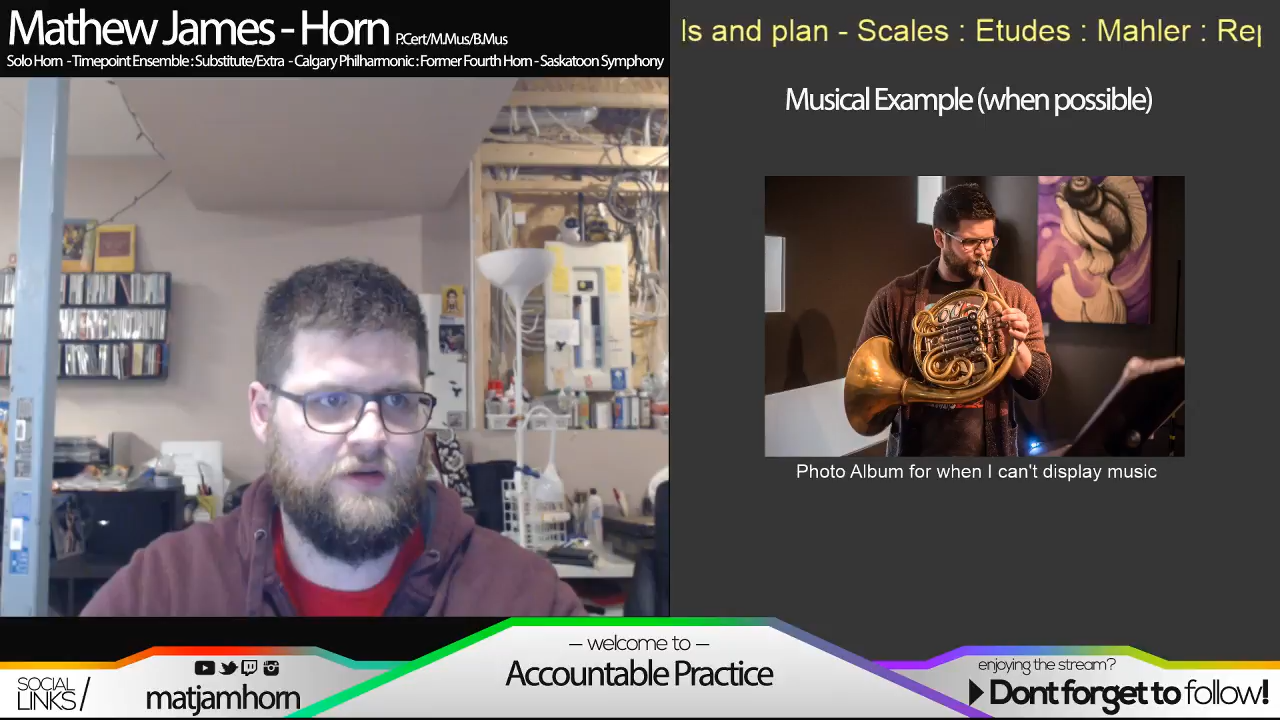 Mathew James - Horn P.Cert/M.Mus/B.Mus
Solo Horn - Timepoint Ensemble : Substitute/Extra - Calgary Philharmonic : Former Fourth Horn - Saskatoon Symphony
ls and plan - Scales : Etudes : Mahler : Rep
Musical Example (when possible)
Photo Album for when I can't display music
SOCIAL
LINKS
matjamhorn
– welcome to –
Accountable Practice
enjoying the stream?
Dont forget to follow!